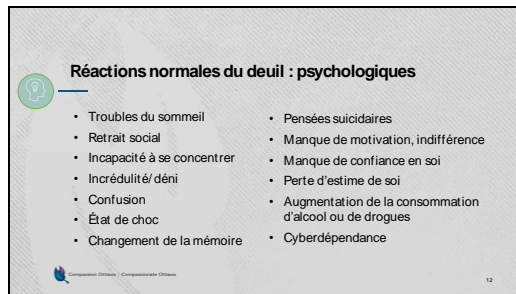 Réactions normales du deuil : psychologiques
• Troubles du sommeil
• Retrait social
• Incapacité à se concentrer
• Incrédulité/ déni
• Confusion
• État de choc
• Changement de la mémoire
• Pensées suicidaires
• Manque de motivation, indifférence
• Manque de confiance en soi
• Perte d'estime de soi
• Augmentation de la consommation
d'alcool ou de drogues
• Cyberdépendance
Compassion Ottawa | Compassionate Ottawa
12